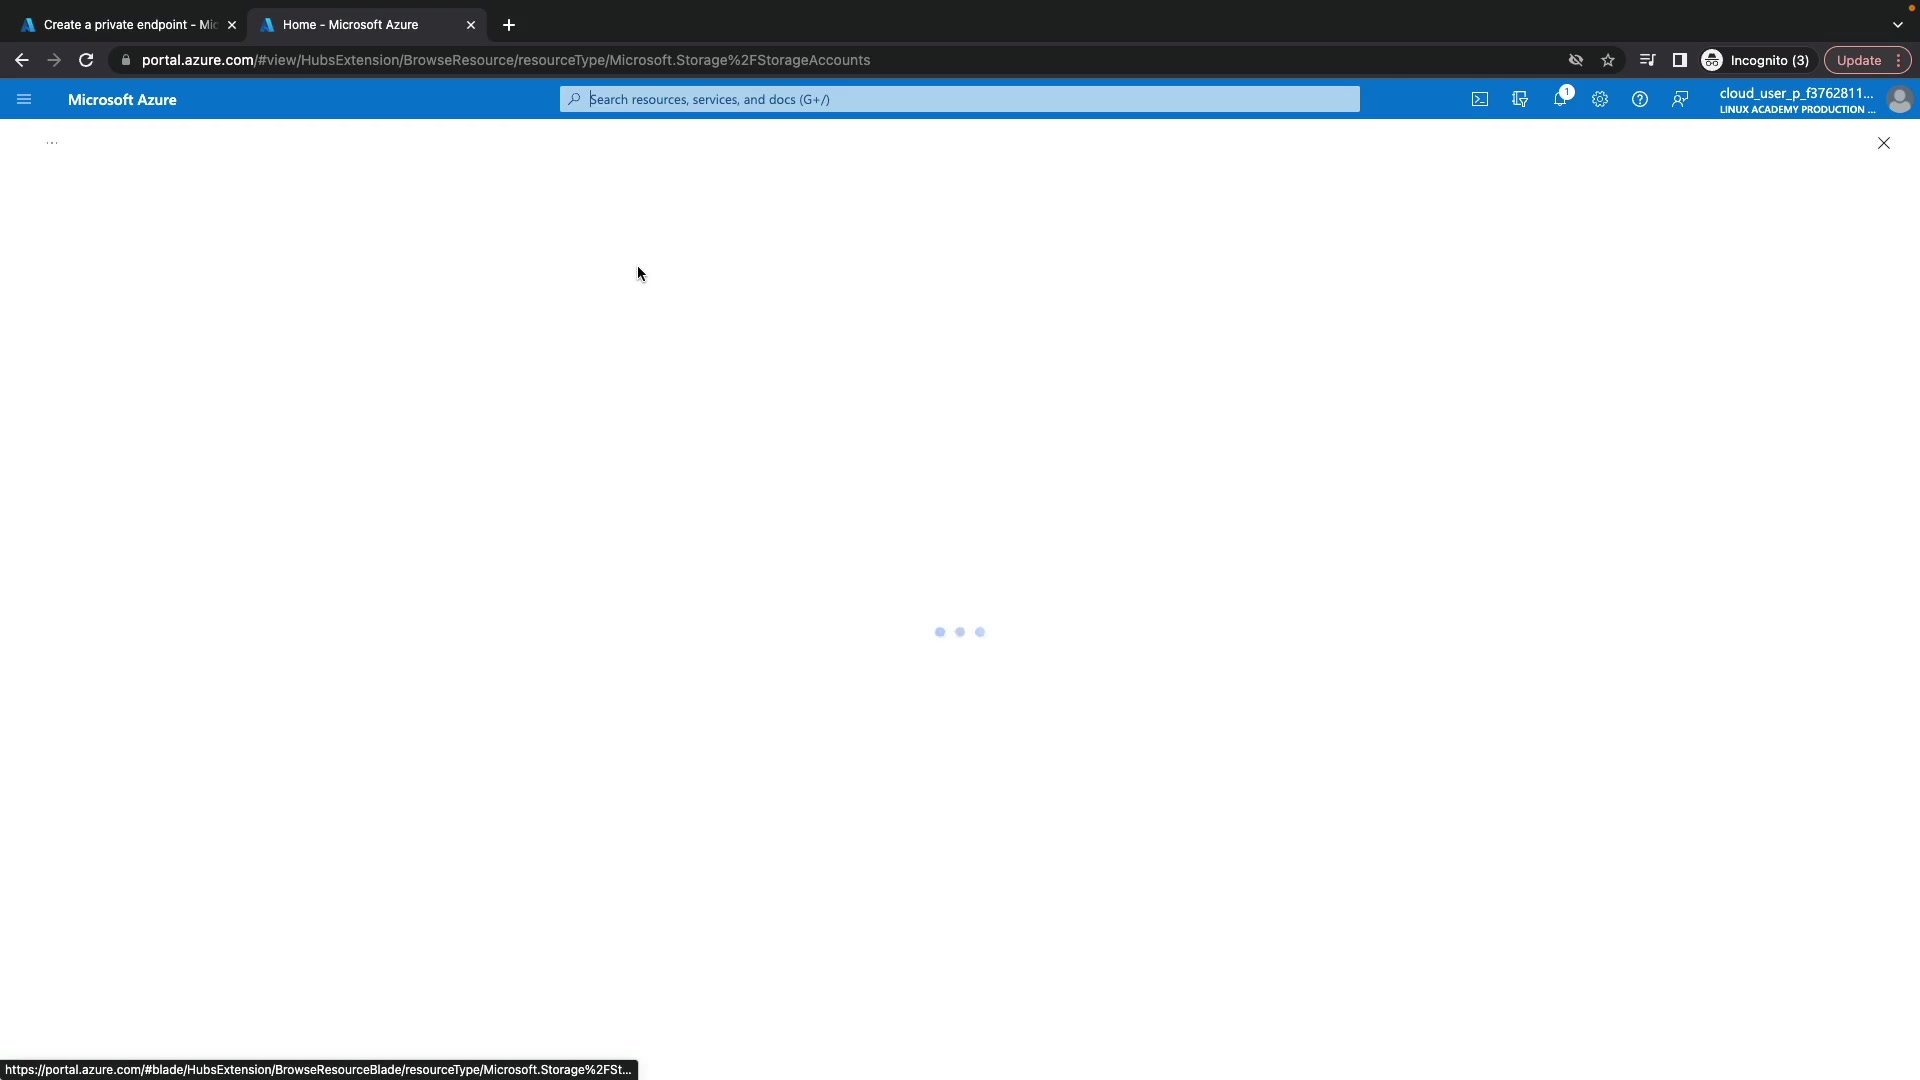 Create a private endpoint - Mic
Home - Microsoft Azure
portal.azure.com/#view/HubsExtension/BrowseResource/resourceType/Microsoft.Storage%2FStorageAccounts
Incognito (3)
Update
Microsoft Azure
Search resources, services, and docs (G+/)
1
cloud_user_p_f3762811...
LINUX ACADEMY PRODUCTION ...
...
https://portal.azure.com/#blade/HubsExtension/BrowseResourceBlade/resourceType/Microsoft.Storage%2FSt...